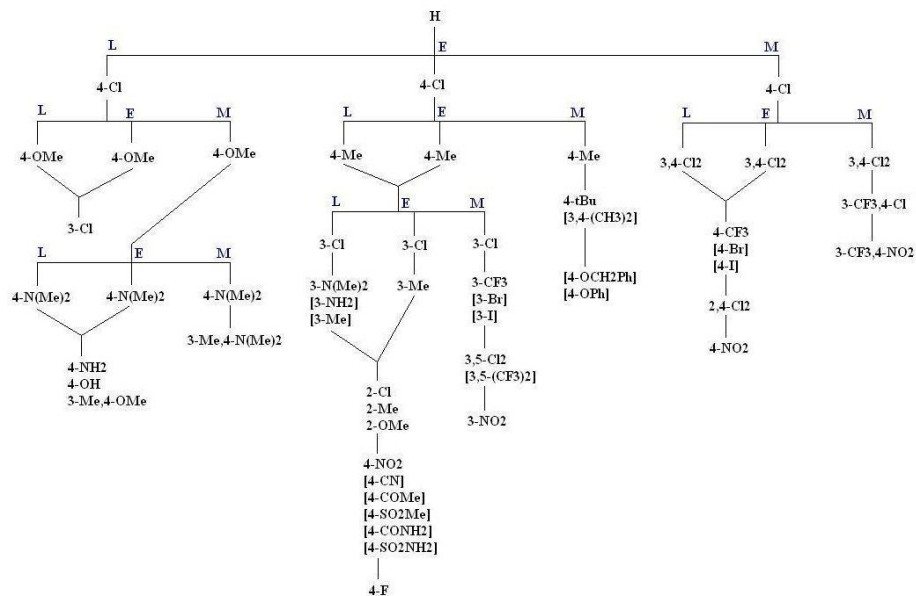 H
L E M
4-Cl 4-Cl 4-Cl
L E M L E M L E M
4-OMe 4-OMe 4-OMe 4-Me 4-Me 4-Me 3,4-Cl2 3,4-Cl2 3,4-Cl2
3-Cl
L E M
4-N(Me)2 4-N(Me)2 4-N(Me)2
3-Me,4-N(Me)2
4-NH2
4-OH
3-Me,4-OMe
L E M
3-Cl 3-Cl 3-Cl
3-N(Me)2
[3-NH2]
[3-Me]
3-Me
3-CF3
[3-Br]
[3-I]
3,5-Cl2
[3,5-(CF3)2]
3-NO2
2-Cl
2-Me
2-OMe
4-NO2
[4-CN]
[4-COMe]
[4-SO2Me]
[4-CONH2]
[4-SO2NH2]
4-F
4-tBu
[3,4-(CH3)2]
[4-OCH2Ph]
[4-OPh]
4-CF3
[4-Br]
[4-I]
2,4-Cl2
4-NO2
3-CF3,4-Cl
3-CF3,4-NO2